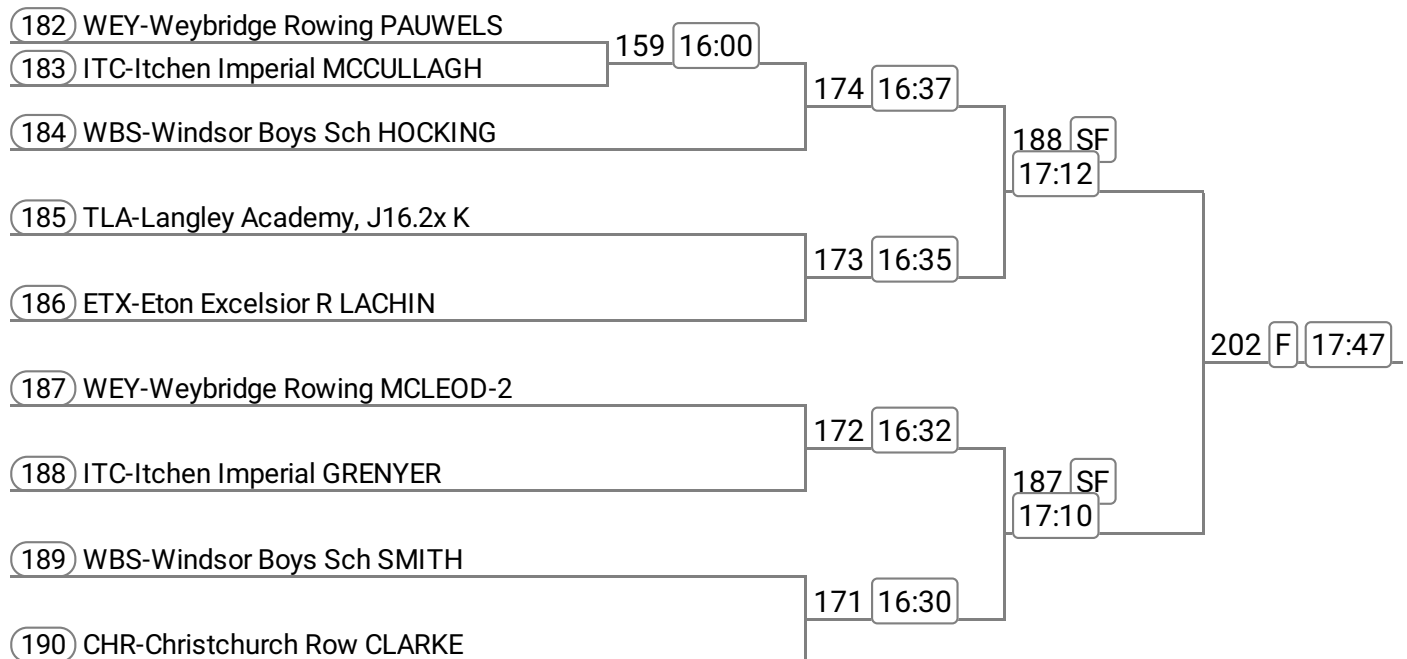 182 WEY-Weybridge Rowing PAUWELS
159 16:00
183 ITC-Itchen Imperial MCCULLAGH
174 16:37
184 WBS-Windsor Boys Sch HOCKING
188 SF
17:12
185 TLA-Langley Academy, J16.2x K
173 16:35
186 ETX-Eton Excelsior R LACHIN
202 F 17:47
187 WEY-Weybridge Rowing MCLEOD-2
172 16:32
188 ITC-Itchen Imperial GRENYER
187 SF
17:10
189 WBS-Windsor Boys Sch SMITH
171 16:30
190 CHR-Christchurch Row CLARKE